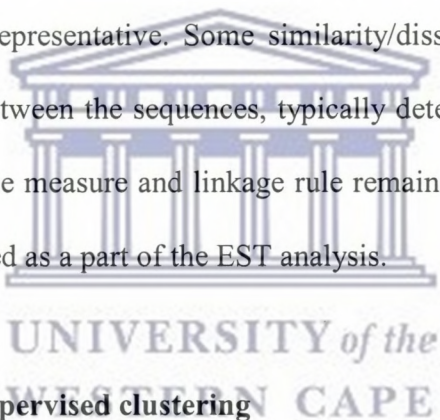 epresentative. Some similarity/diss
tween the sequences, typically dete
e measure and linkage rule remain
ed as a part of the EST analysis.
UNIVERSITY of the
WESTERN CAPE
pervised clustering